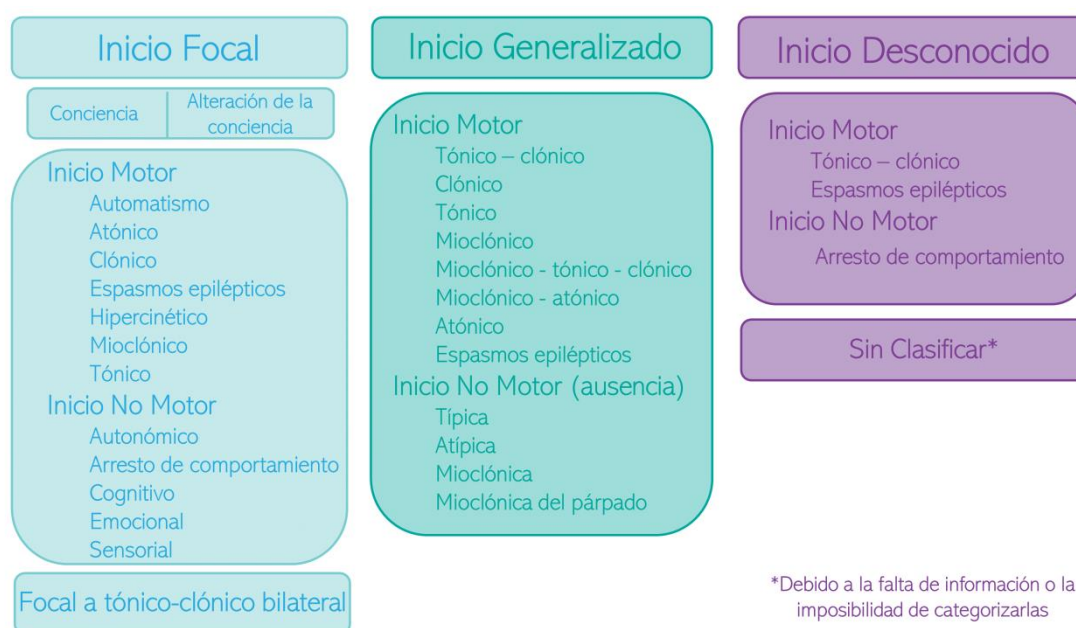 Inicio Focal
Conciencia
Alteración de la
conciencia
Inicio Motor
Automatismo
Atónico
Clónico
Espasmos epilépticos
Hipercinético
Mioclónico
Tónico
Inicio No Motor
Autonómico
Arresto de comportamiento
Cognitivo
Emocional
Sensorial
Focal a tónico-clónico bilateral
Inicio Generalizado
Inicio Motor
Tónico – clónico
Clónico
Tónico
Mioclónico
Mioclónico - tónico - clónico
Mioclónico - atónico
Atónico
Espasmos epilépticos
Inicio No Motor (ausencia)
Típica
Atípica
Mioclónica
Mioclónica del párpado
Inicio Desconocido
Inicio Motor
Tónico – clónico
Espasmos epilépticos
Inicio No Motor
Arresto de comportamiento
Sin Clasificar*
*Debido a la falta de información o la
imposibilidad de categorizarlas